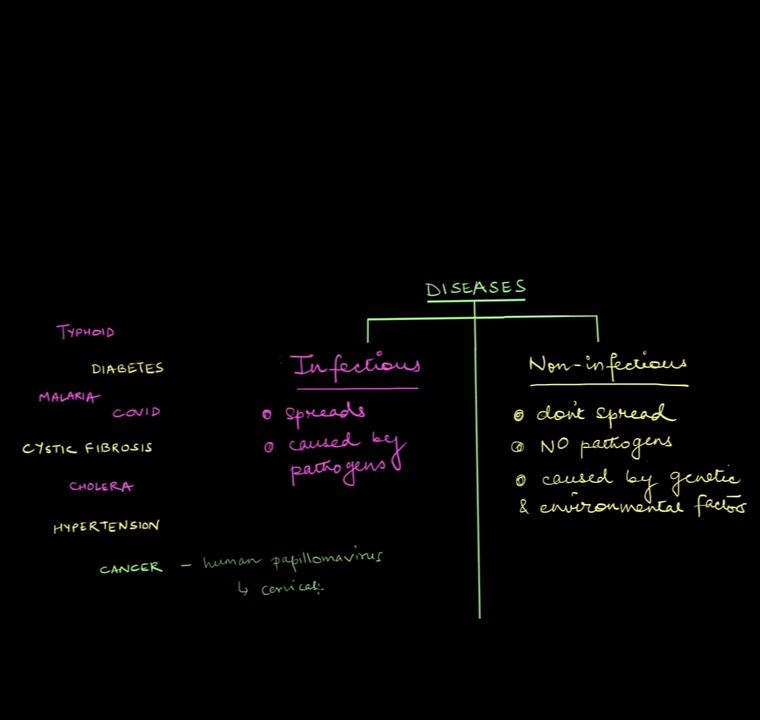 DISEASES
TYPHOID
DIABETES
MALARIA
COVID
CYSTIC FIBROSIS
CHOLERA
HYPERTENSION
CANCER – human papillomavirus
↳ cervical
Infectious
• spreads
• caused by
pathogens
Non-infectious
• don't spread
• NO pathogens
• caused by genetic
& environmental factors